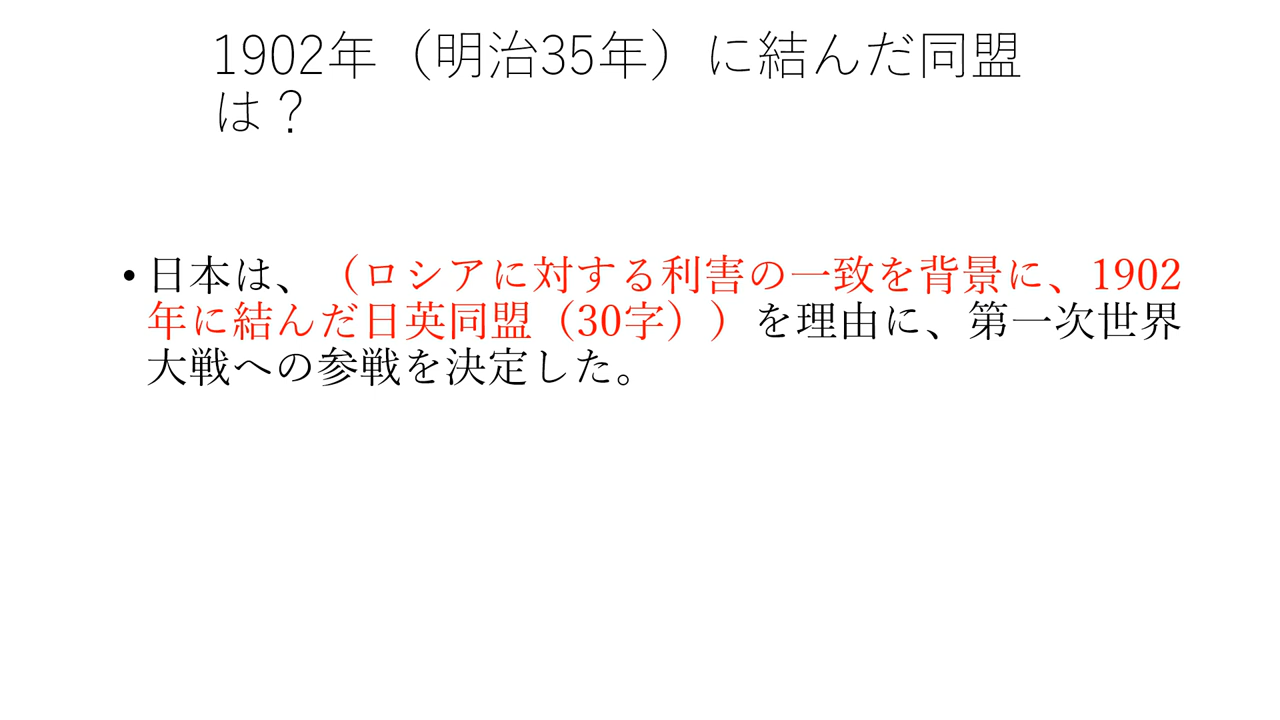 1902年（明治35年）に結んだ同盟
は？
•日本は、（ロシアに対する利害の一致を背景に、1902
年に結んだ日英同盟（30字））を理由に、第一次世界
大戦への参戦を決定した。